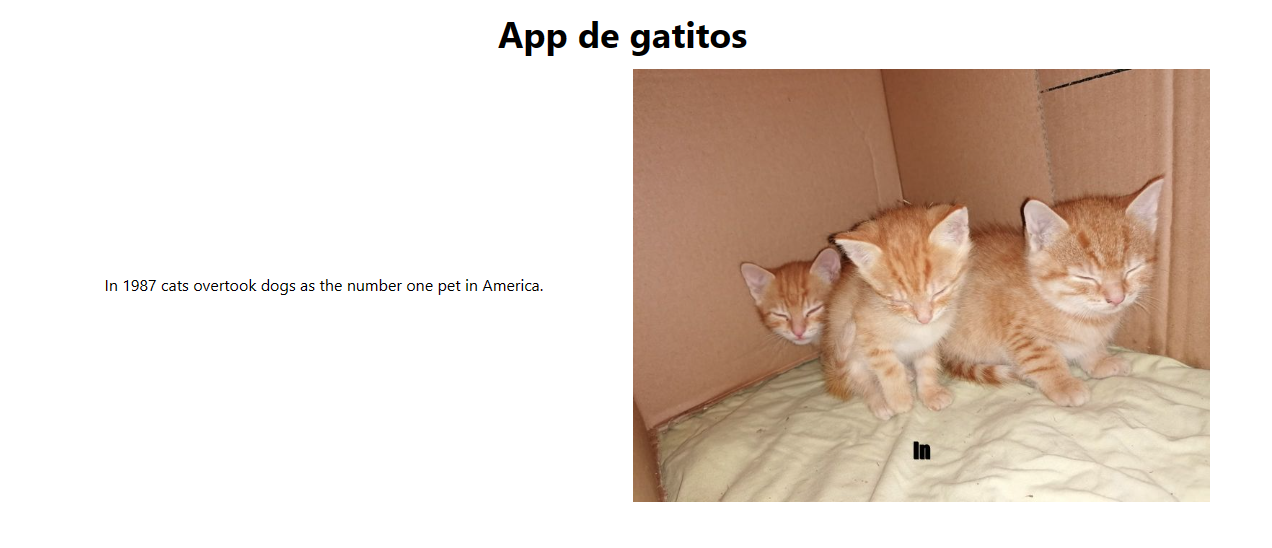 App de gatitos
In 1987 cats overtook dogs as the number one pet in America.
In